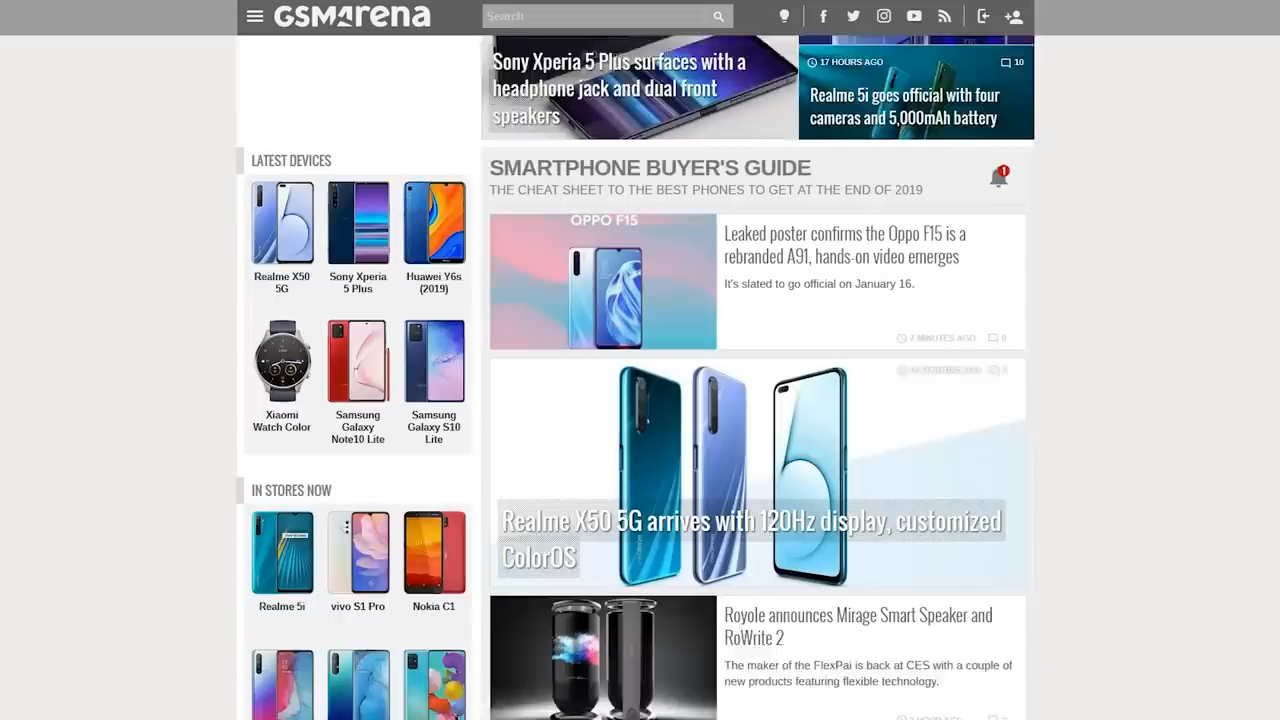 GSMArena
Search
Sony Xperia 5 Plus surfaces with a
headphone jack and dual front
speakers
17 HOURS AGO
10
Realme 5i goes official with four
cameras and 5,000mAh battery
LATEST DEVICES
Realme X50
5G
Sony Xperia
5 Plus
Huawei Y6s
(2019)
Xiaomi
Watch Color
Samsung
Galaxy
Note10 Lite
Samsung
Galaxy S10
Lite
IN STORES NOW
Realme 5i
vivo S1 Pro
Nokia C1
SMARTPHONE BUYER'S GUIDE
1
THE CHEAT SHEET TO THE BEST PHONES TO GET AT THE END OF 2019
OPPO F15
Leaked poster confirms the Oppo F15 is a
rebranded A91, hands-on video emerges
It's slated to go official on January 16.
7 MINUTES AGO
0
Realme X50 5G arrives with 120Hz display, customized
ColorOS
Royole announces Mirage Smart Speaker and
RoWrite 2
The maker of the FlexPai is back at CES with a couple of
new products featuring flexible technology.